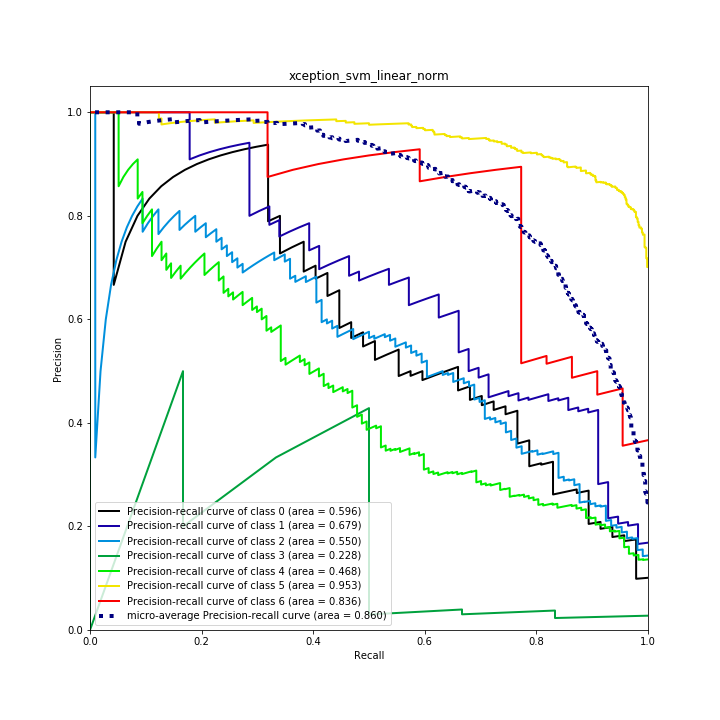 xception_svm_linear_norm
1.0
0.8
0.6
0.4
0.2
0.0
Precision
Precision-recall curve of class 0 (area = 0.596)
Precision-recall curve of class 1 (area = 0.679)
Precision-recall curve of class 2 (area = 0.550)
Precision-recall curve of class 3 (area = 0.228)
Precision-recall curve of class 4 (area = 0.468)
Precision-recall curve of class 5 (area = 0.953)
Precision-recall curve of class 6 (area = 0.836)
micro-average Precision-recall curve (area = 0.860)
0.0 0.2 0.4 0.6 0.8 1.0
Recall